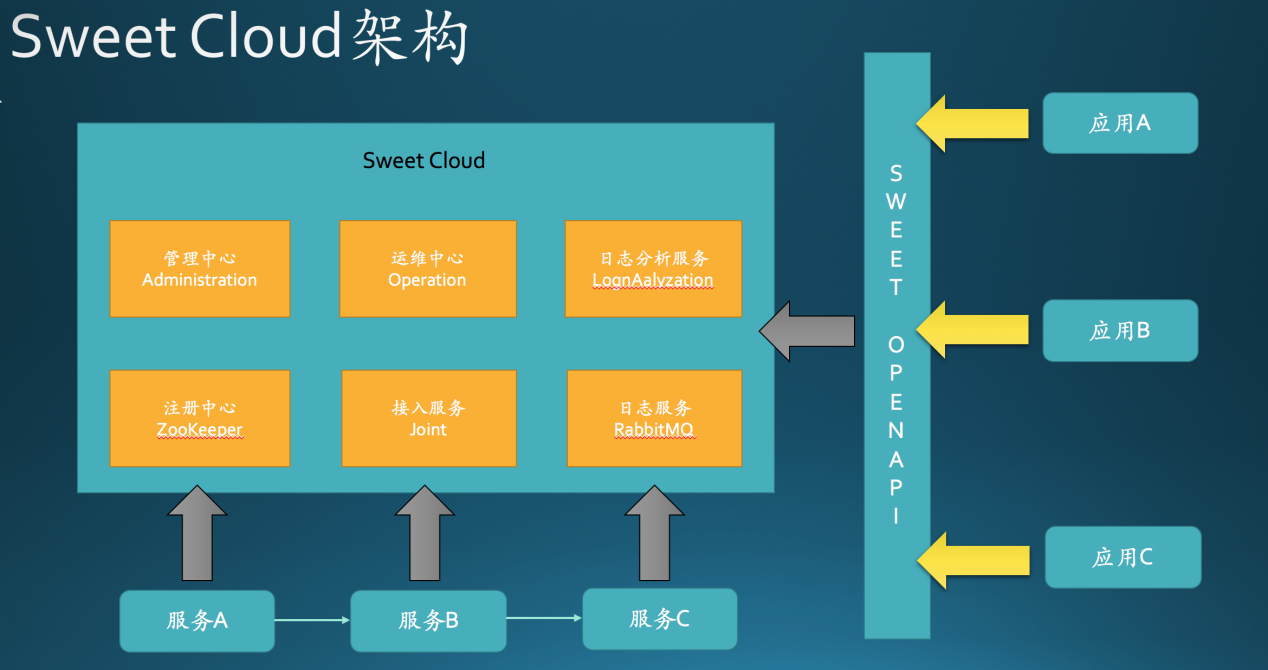 Sweet Cloud架构
Sweet Cloud
管理中心
Administration
运维中心
Operation
日志分析服务
LognAalyzation
注册中心
ZooKeeper
接入服务
Joint
日志服务
RabbitMQ
服务A
服务B
服务C
SWEET OPENAPI
应用A
应用B
应用C